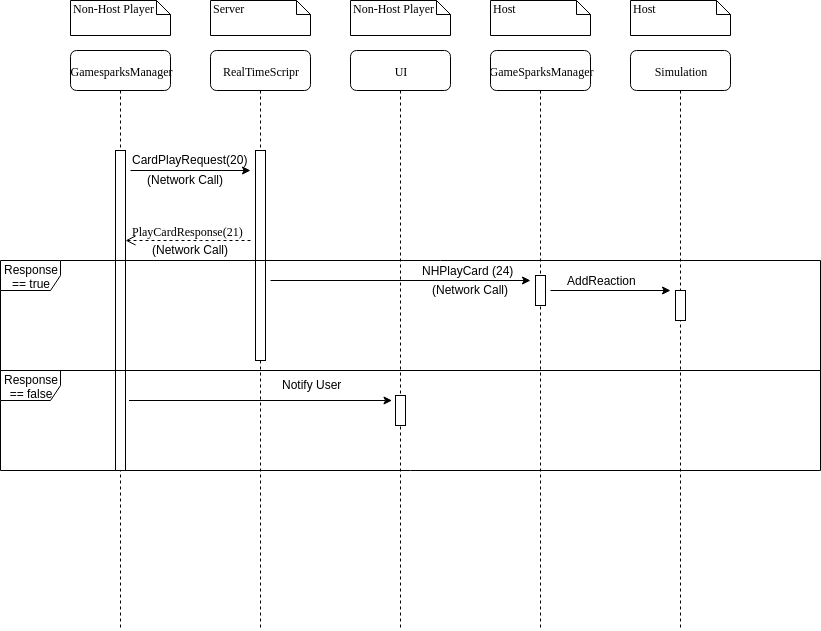 Non-Host Player
Server
Non-Host Player
Host
Host
GamesparksManager
RealTimeScripr
UI
GameSparksManager
Simulation
CardPlayRequest(20)
(Network Call)
PlayCardResponse(21)
(Network Call)
Response
== true
NHPlayCard (24)
(Network Call)
AddReaction
Response
== false
Notify User